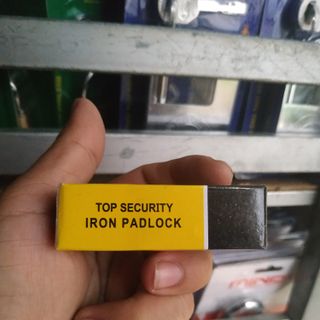 TOP SECURITY
IRON PADLOCK